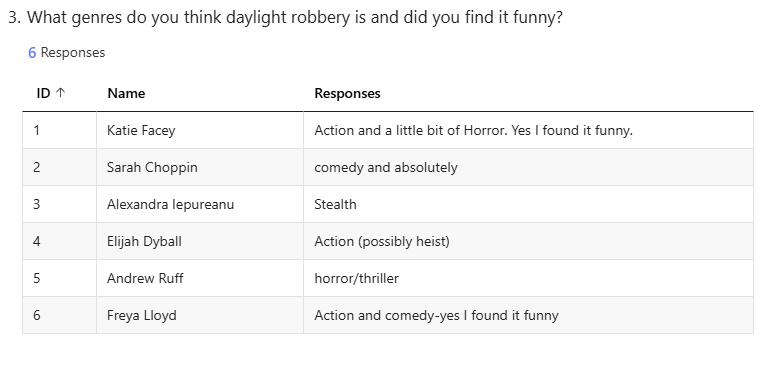 3. What genres do you think daylight robbery is and did you find it funny?
6 Responses
ID ↑ Name Responses
1 Katie Facey Action and a little bit of Horror. Yes I found it funny.
2 Sarah Choppin comedy and absolutely
3 Alexandra Iepureanu Stealth
4 Elijah Dyball Action (possibly heist)
5 Andrew Ruff horror/thriller
6 Freya Lloyd Action and comedy-yes I found it funny